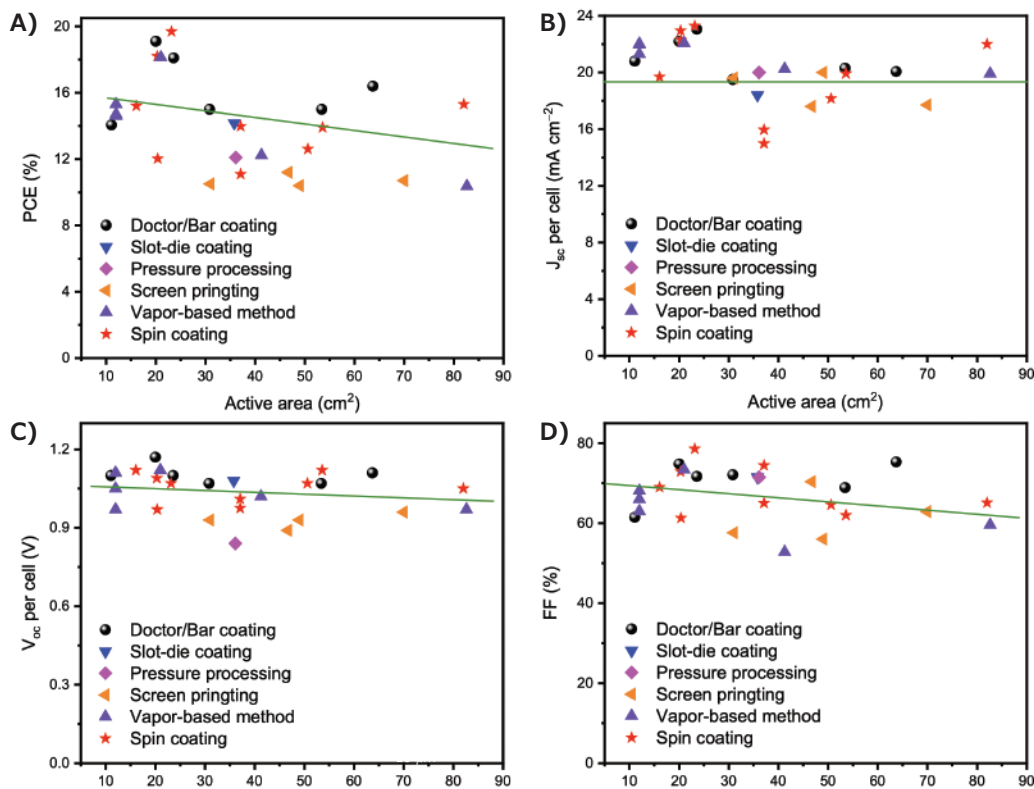 A)
PCE (%)
20
16
12
8
4
0
Doctor/Bar coating
Slot-die coating
Pressure processing
Screen pringting
Vapor-based method
Spin coating
10 20 30 40 50 60 70 80 90
Active area (cm²)
B)
J_sc per cell (mA cm⁻²)
24
20
16
12
8
4
0
Doctor/Bar coating
Slot-die coating
Pressure processing
Screen pringting
Vapor-based method
Spin coating
10 20 30 40 50 60 70 80 90
Active area (cm²)
C)
V_oc per cell (V)
1.2
0.9
0.6
0.3
0.0
Doctor/Bar coating
Slot-die coating
Pressure processing
Screen pringting
Vapor-based method
Spin coating
10 20 30 40 50 60 70 80 90
D)
FF (%)
80
60
40
20
0
Doctor/Bar coating
Slot-die coating
Pressure processing
Screen pringting
Vapor-based method
Spin coating
10 20 30 40 50 60 70 80 90